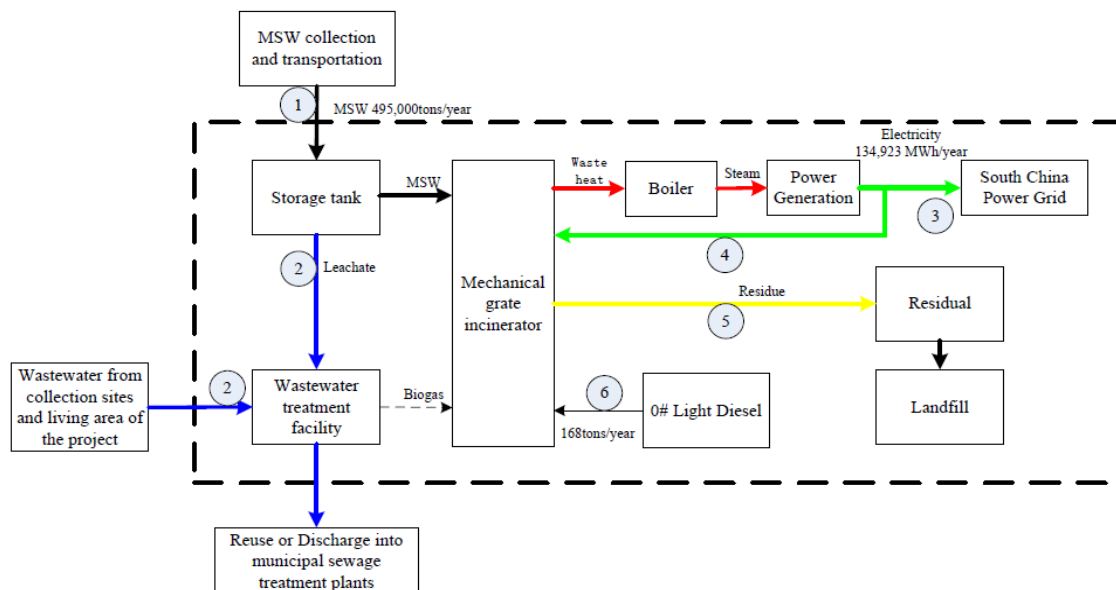 MSW collection
and transportation
1
MSW 495,000tons/year
Storage tank
MSW
2
Leachate
Wastewater from
collection sites
and living area of
the project
2
Wastewater
treatment
facility
Biogas
Reuse or Discharge into
municipal sewage
treatment plants
Mechanical
grate
incinerator
Waste
heat
Boiler
Steam
Power
Generation
Electricity
134,923 MWh/year
3
South China
Power Grid
4
Residue
5
Residual
Landfill
6
168tons/year
0# Light Diesel